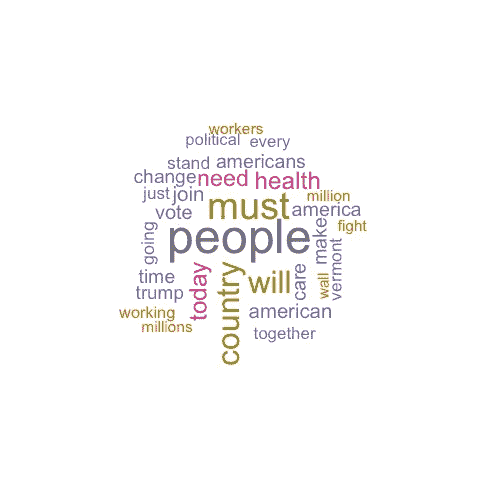 workers
political every
stand americans
change need health
just join million
vote must america
fight
going people make
vermont
time today country will care wall
trump american
working
millions together